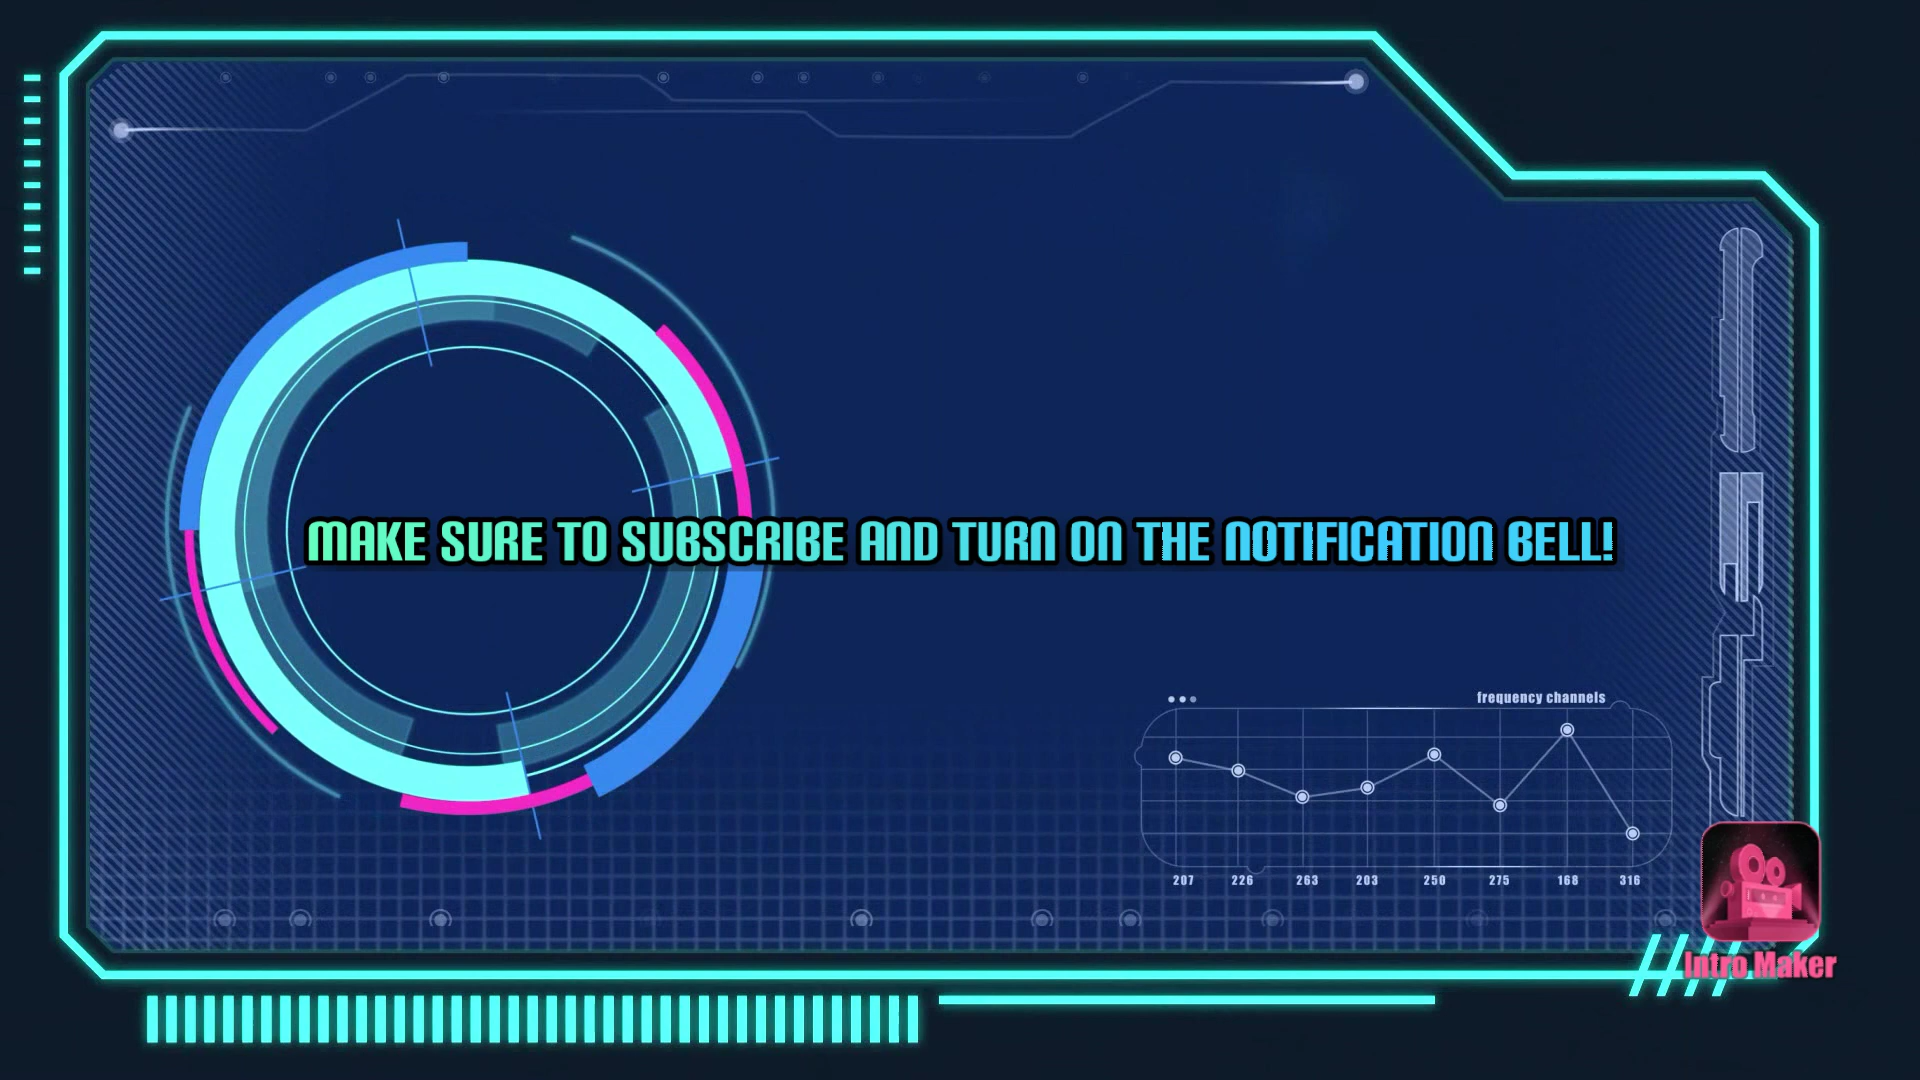 MAKE SURE TO SUBSCRIBE AND TURN ON THE NOTIFICATION BELL!
frequency channels
207 226 263 203 250 275 168 316
Intro Maker